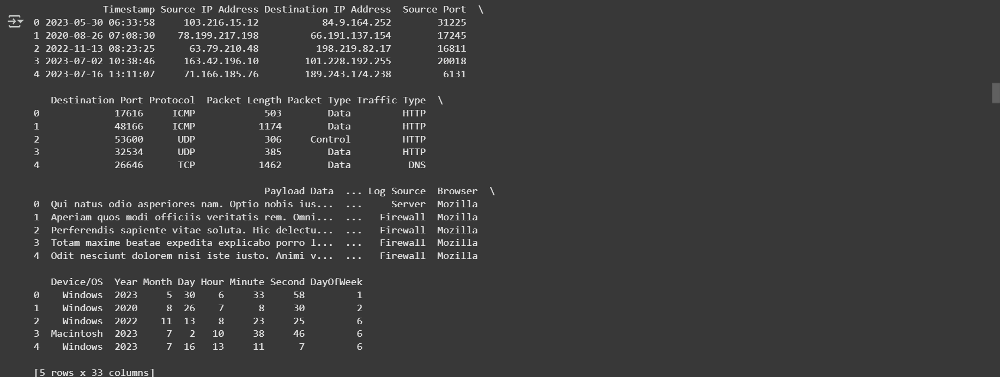 Timestamp Source IP Address Destination IP Address  Source Port  \
0 2023-05-30 06:33:58     103.216.15.12           84.9.164.252        31225
1 2020-08-26 07:08:30    78.199.217.198         66.191.137.154        17245
2 2022-11-13 08:23:25      63.79.210.48          198.219.82.17        16811
3 2023-07-02 10:38:46     163.42.196.10        101.228.192.255        20018
4 2023-07-16 13:11:07     71.166.185.76        189.243.174.238         6131
Destination Port Protocol  Packet Length Packet Type Traffic Type  \
0             17616     ICMP            503        Data         HTTP
1             48166     ICMP           1174        Data         HTTP
2             53600      UDP            306     Control         HTTP
3             32534      UDP            385        Data         HTTP
4             26646      TCP           1462        Data          DNS
Payload Data  ... Log Source  Browser  \
0  Qui natus odio asperiores nam. Optio nobis ius...  ...     Server  Mozilla
1  Aperiam quos modi officiis veritatis rem. Omni...  ...   Firewall  Mozilla
2  Perferendis sapiente vitae soluta. Hic delectu...  ...   Firewall  Mozilla
3  Totam maxime beatae expedita explicabo porro l...  ...   Firewall  Mozilla
4  Odit nesciunt dolorem nisi iste iusto. Animi v...  ...   Firewall  Mozilla
Device/OS  Year Month Day Hour Minute Second DayOfWeek
0    Windows  2023     5  30    6     33     58         1
1    Windows  2020     8  26    7      8     30         2
2    Windows  2022    11  13    8     23     25         6
3  Macintosh  2023     7   2   10     38     46         6
4    Windows  2023     7  16   13     11      7         6
[5 rows x 33 columns]